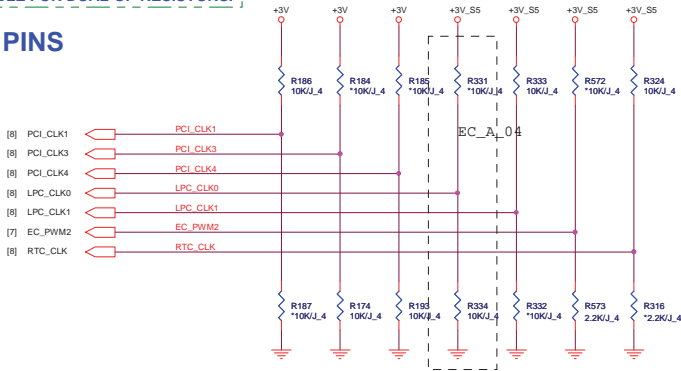 PINS
+3V +3V +3V +3V_S5 +3V_S5 +3V_S5 +3V_S5
R186 R184 R185 R331 R333 R572 R324
10K/J_4 *10K/J_4 *10K/J_4 *10K/J_4 10K/J_4 *10K/J_4 10K/J_4
EC_A_04
[8] PCI_CLK1 PCI_CLK1
[8] PCI_CLK3 PCI_CLK3
[8] PCI_CLK4 PCI_CLK4
[8] LPC_CLK0 LPC_CLK0
[8] LPC_CLK1 LPC_CLK1
[7] EC_PWM2 EC_PWM2
[8] RTC_CLK RTC_CLK
R187 R174 R193 R334 R332 R573 R316
*10K/J_4 10K/J_4 10K/J_4 10K/J_4 *10K/J_4 2.2K/J_4 *2.2K/J_4